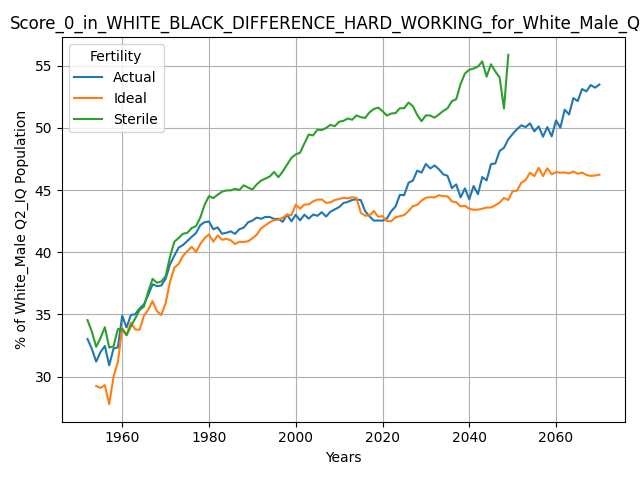 Score_0_in_WHITE_BLACK_DIFFERENCE_HARD_WORKING_for_White_Male_Q
Fertility
Actual
Ideal
Sterile
% of White_Male Q2_IQ Population
55
50
45
40
35
30
1960 1980 2000 2020 2040 2060
Years